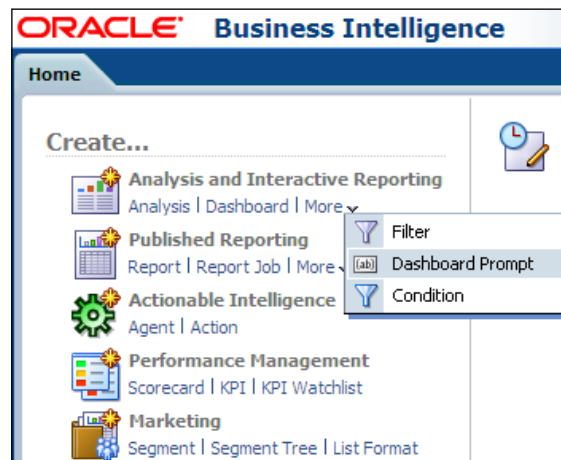 ORACLE® Business Intelligence
Home
Create...
Analysis and Interactive Reporting
Analysis | Dashboard | More
Filter
Published Reporting
[ab] Dashboard Prompt
Report | Report Job | More
Condition
Actionable Intelligence
Agent | Action
Performance Management
Scorecard | KPI | KPI Watchlist
Marketing
Segment | Segment Tree | List Format